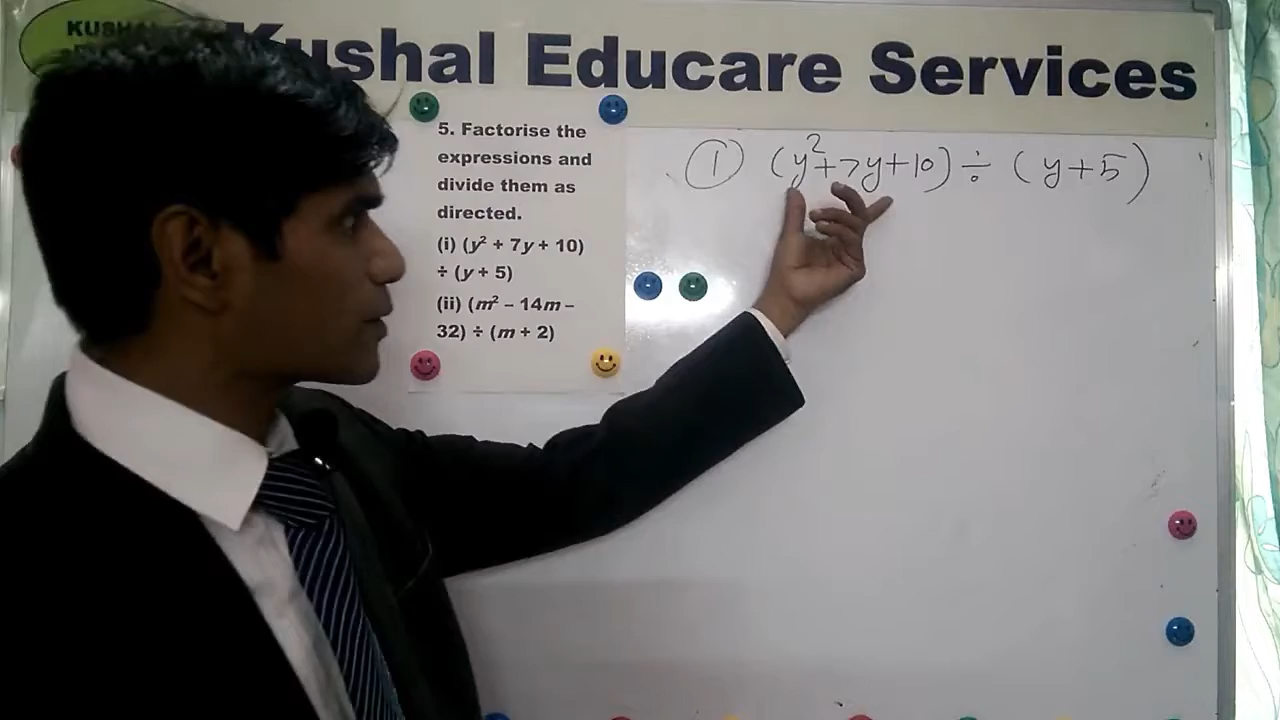 Kushal Educare Services
5. Factorise the
expressions and
divide them as
directed.
(i) (y² + 7y + 10)
÷ (y + 5)
(ii) (m² – 14m –
32) ÷ (m + 2)
① (y²+7y+10) ÷ (y+5)